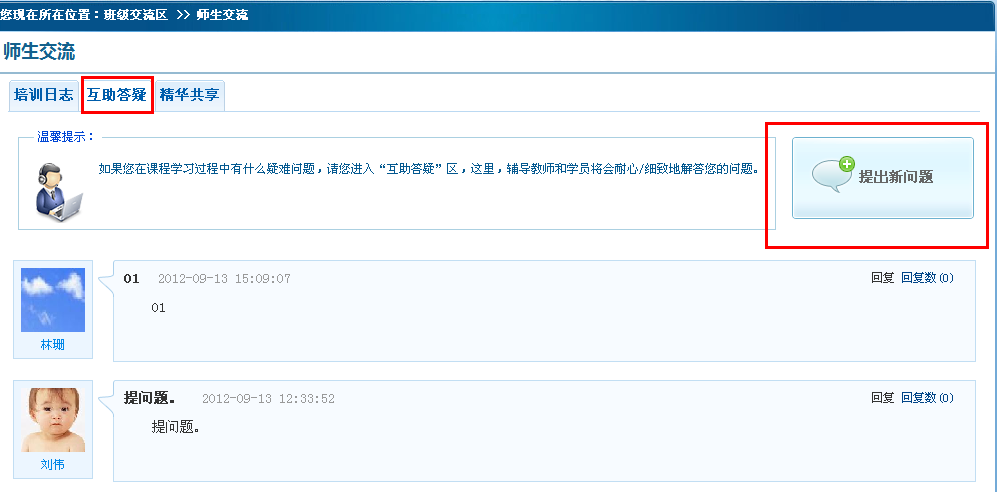 您现在所在位置：班级交流区 >> 师生交流
师生交流
培训日志 互助答疑 精华共享
温馨提示：
如果您在课程学习过程中有什么疑难问题，请您进入“互助答疑”区，这里，辅导教师和学员将会耐心/细致地解答您的问题。
提出新问题
01 2012-09-13 15:09:07 回复 回复数(0)
01
林珊
提问题。 2012-09-13 12:33:52 回复 回复数(0)
提问题。
刘伟